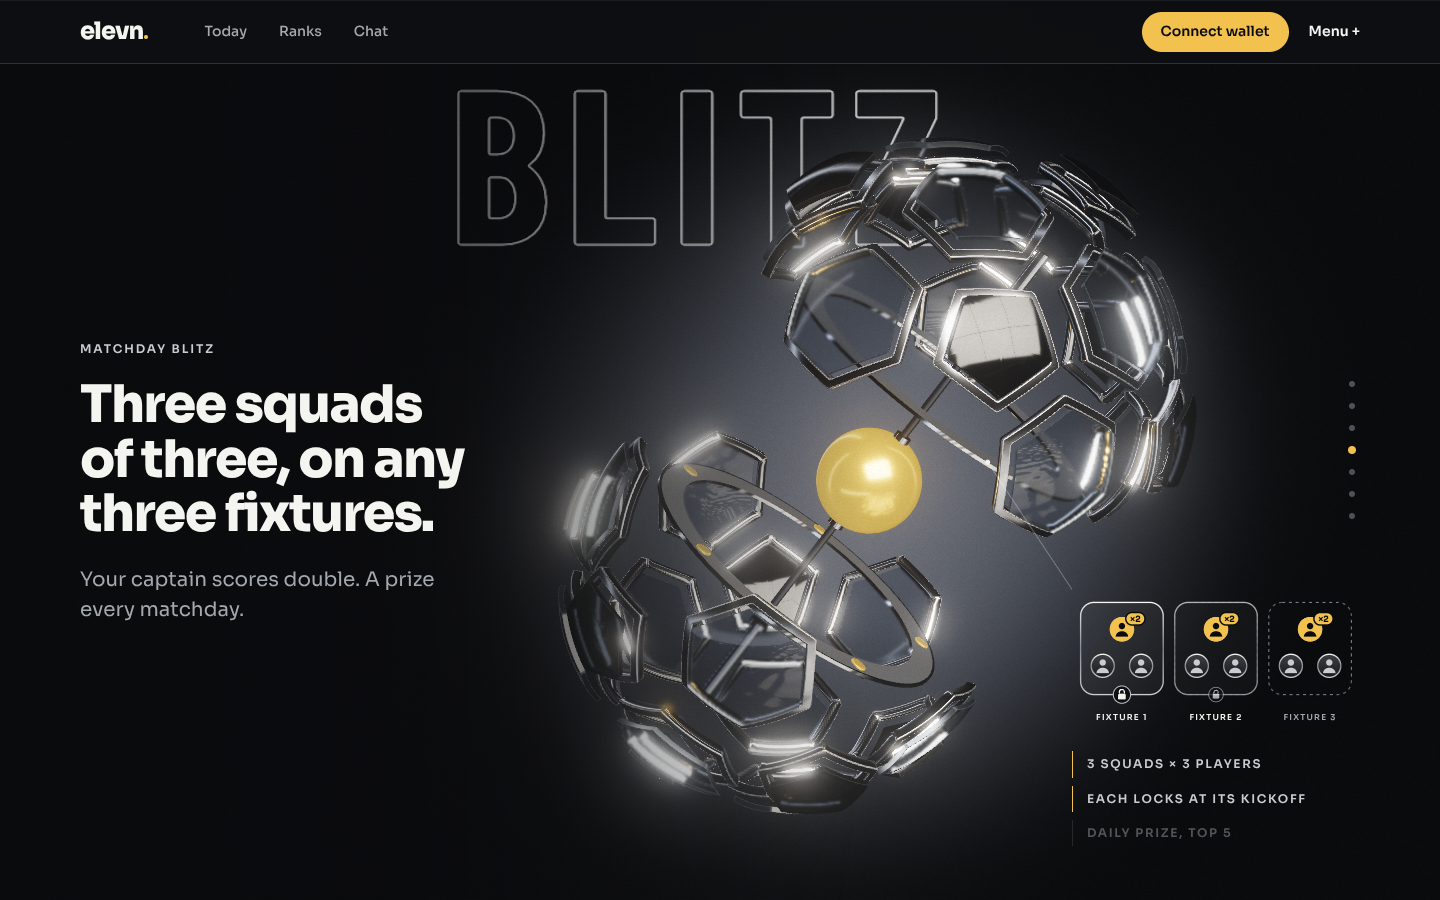 elevn.
Today
Ranks
Chat
Connect wallet
Menu +
BLITZ
MATCHDAY BLITZ
Three squads
of three, on any
three fixtures.
Your captain scores double. A prize
every matchday.
×2
×2
×2
FIXTURE 1
FIXTURE 2
FIXTURE 3
3 SQUADS × 3 PLAYERS
EACH LOCKS AT ITS KICKOFF
DAILY PRIZE, TOP 5